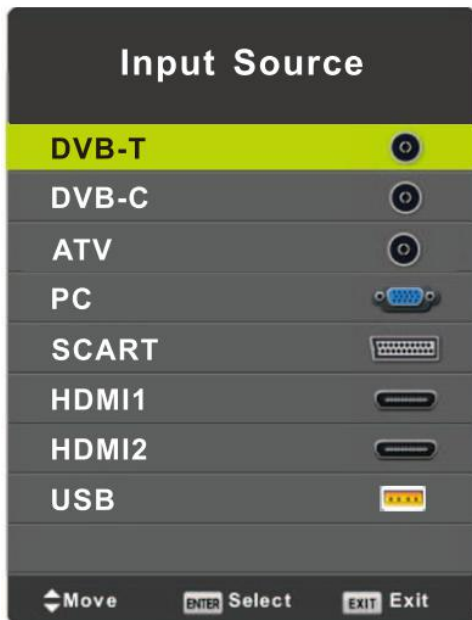 Input Source
DVB-T
DVB-C
ATV
PC
SCART
HDMI1
HDMI2
USB
Move ENTER Select EXIT Exit